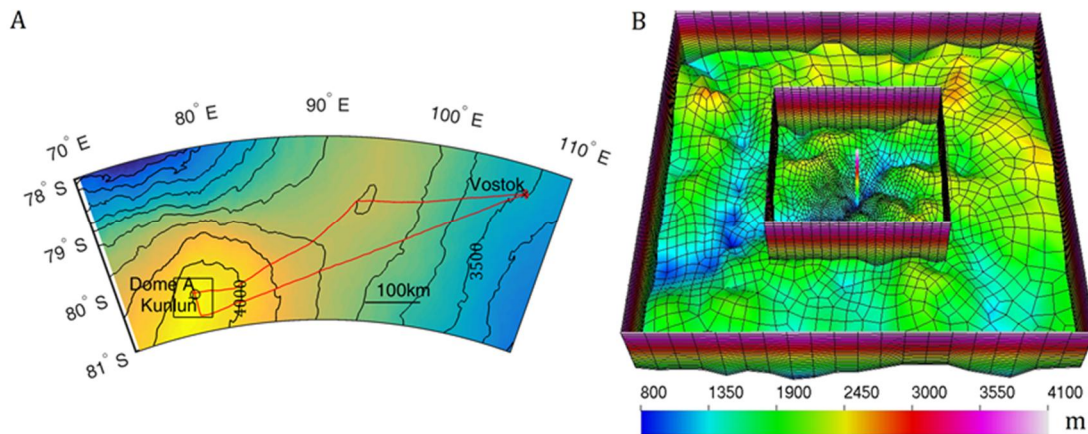 A
70° E
80° E
90° E
100° E
110° E
78° S
79° S
80° S
81° S
Vostok
Dome A
Kunlun
4000
3500
100km
B
800 1350 1900 2450 3000 3550 4100
m